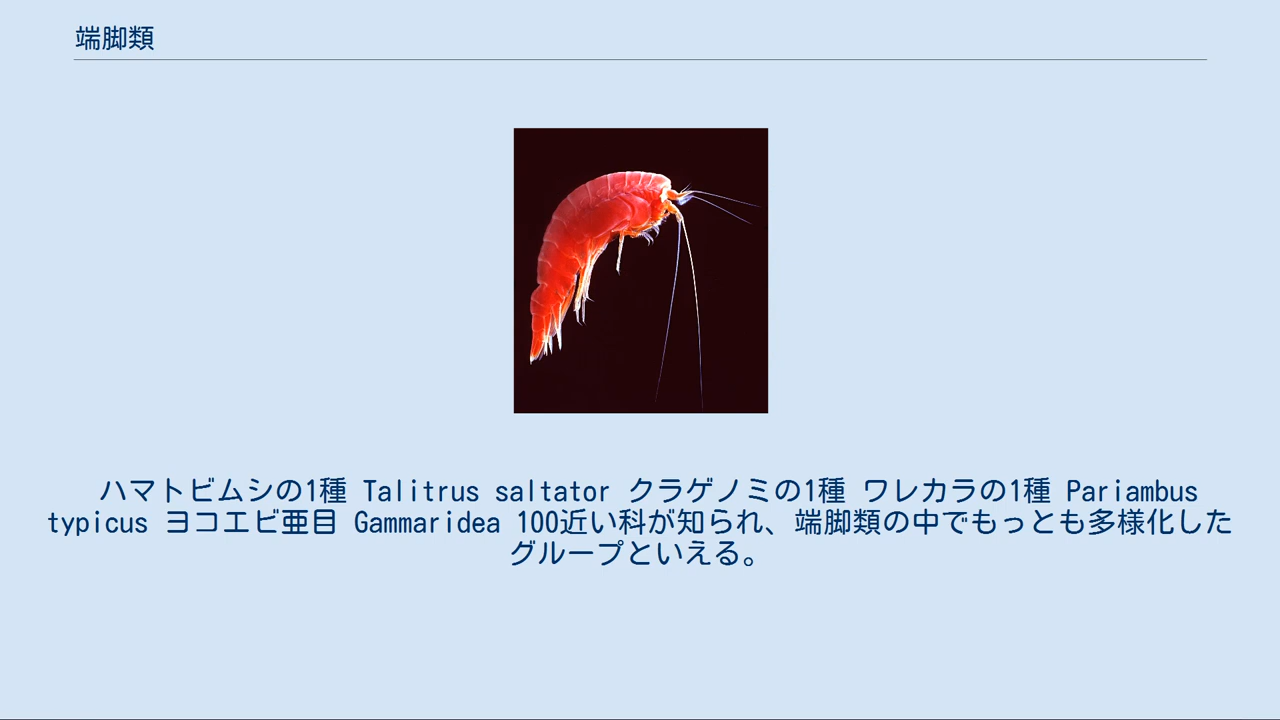 端脚類
ハマトビムシの1種 Talitrus saltator クラゲノミの1種 ワレカラの1種 Pariambus
typicus ヨコエビ亜目 Gammaridea 100近い科が知られ、端脚類の中でもっとも多様化した
グループといえる。